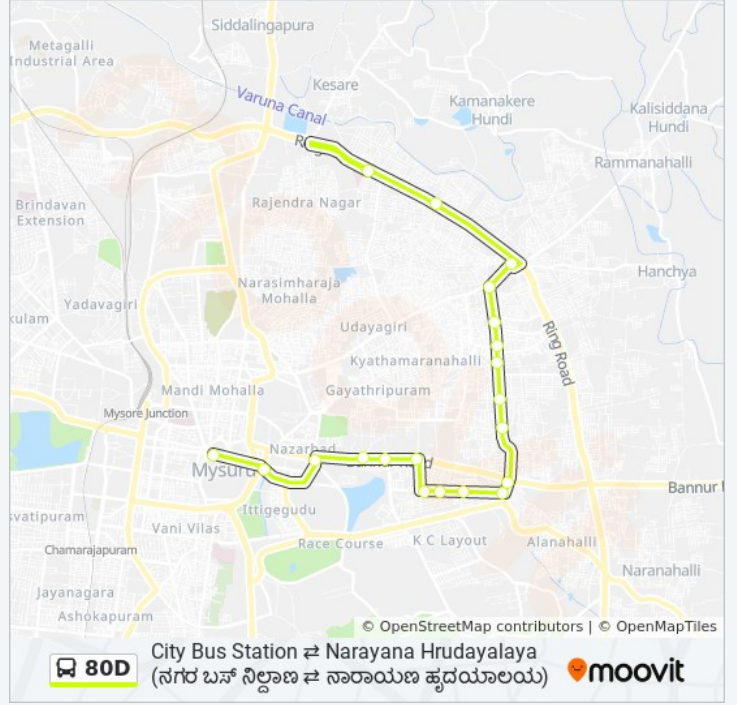 Siddalingapura
Metagalli
Industrial Area
Kesare
Varuna Canal
Kamanakere
Hundi
Kalisiddana
Hundi
Rammanahalli
Brindavan
Extension
Rajendra Nagar
Hanchya
Narasimharaja
Mohalla
Yadavagiri
kulam
Udayagiri
Ring Road
Kyathamaranahalli
Mandi Mohalla
Gayathripuram
Mysore Junction
Nazarbad
Mysuru
Bannur
svatipuram
Ittigegudu
Vani Vilas
Race Course
K C Layout
Alanahalli
Chamarajapuram
Naranahalli
Jayanagara
Ashokapuram
© OpenStreetMap contributors | © OpenMapTiles
80D
City Bus Station ⇄ Narayana Hrudayalaya
(ನಗರ ಬಸ್ ನಿಲ್ದಾಣ ⇄ ನಾರಾಯಣ ಹೃದಯಾಲಯ)
moovit